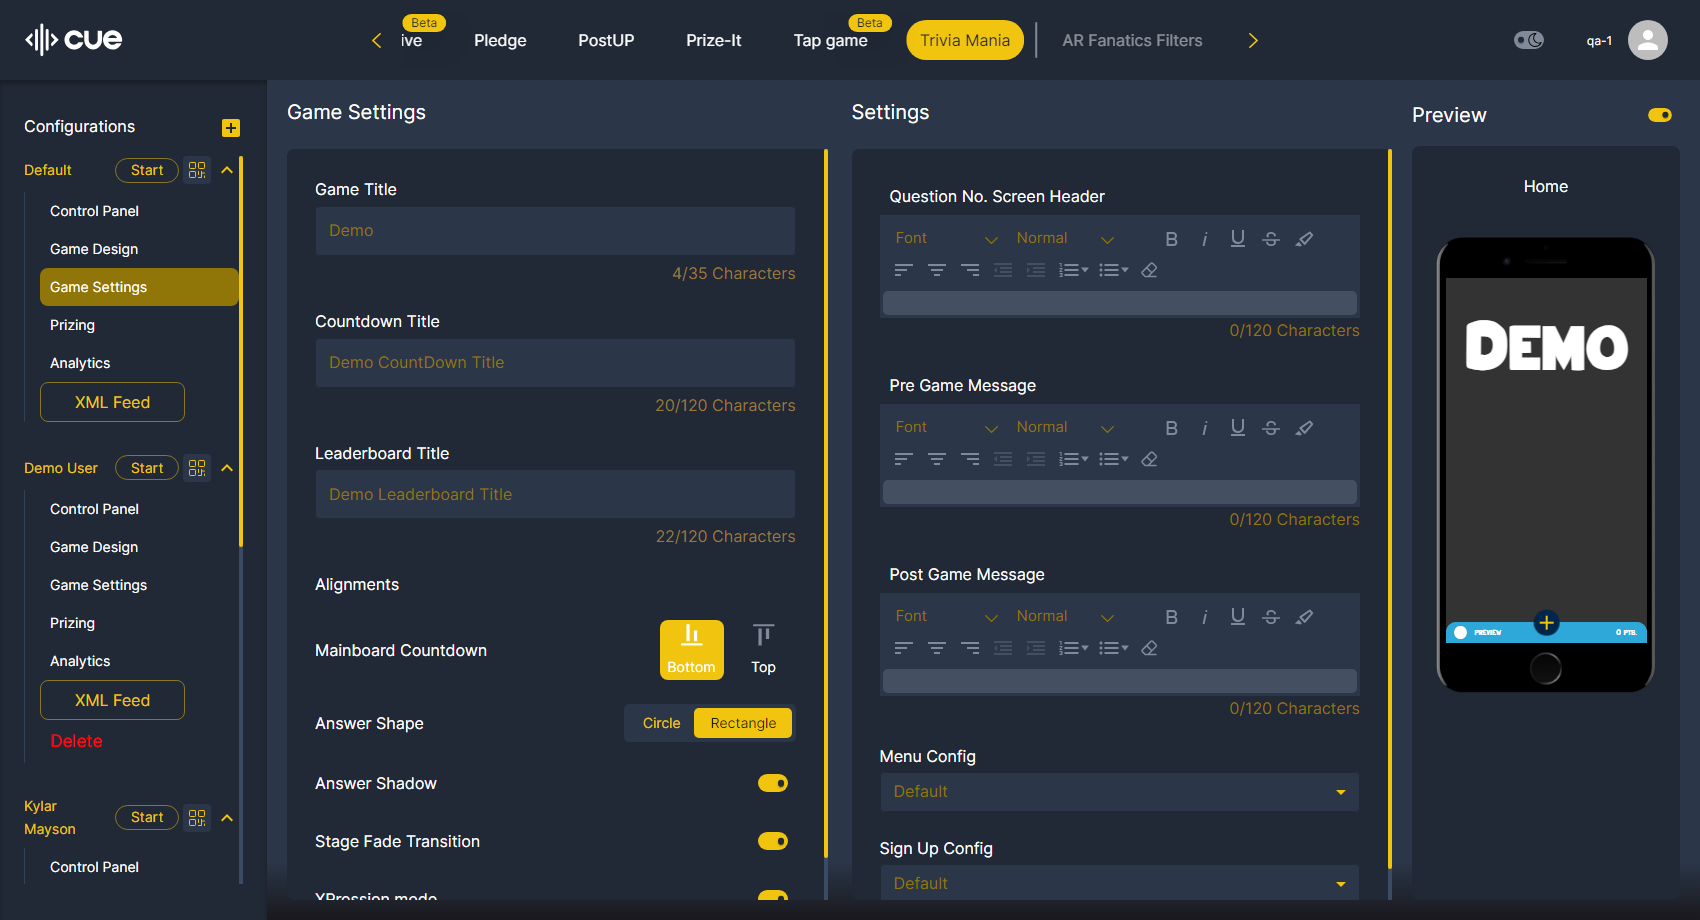 cue
Beta
ive
Pledge
PostUP
Prize-It
Beta
Tap game
Trivia Mania
AR Fanatics Filters
qa-1
Configurations
Default
Start
Control Panel
Game Design
Game Settings
Prizing
Analytics
XML Feed
Demo User
Start
Control Panel
Game Design
Game Settings
Prizing
Analytics
XML Feed
Delete
Kylar
Mayson
Start
Control Panel
Game Settings
Game Title
Demo
4/35 Characters
Countdown Title
Demo CountDown Title
20/120 Characters
Leaderboard Title
Demo Leaderboard Title
22/120 Characters
Alignments
Mainboard Countdown
Bottom
Top
Answer Shape
Circle
Rectangle
Answer Shadow
Stage Fade Transition
XPression mode
Settings
Question No. Screen Header
Font
Normal
0/120 Characters
Pre Game Message
Font
Normal
0/120 Characters
Post Game Message
Font
Normal
0/120 Characters
Menu Config
Default
Sign Up Config
Default
Preview
Home
DEMO
PREVIEW
0 PTS.